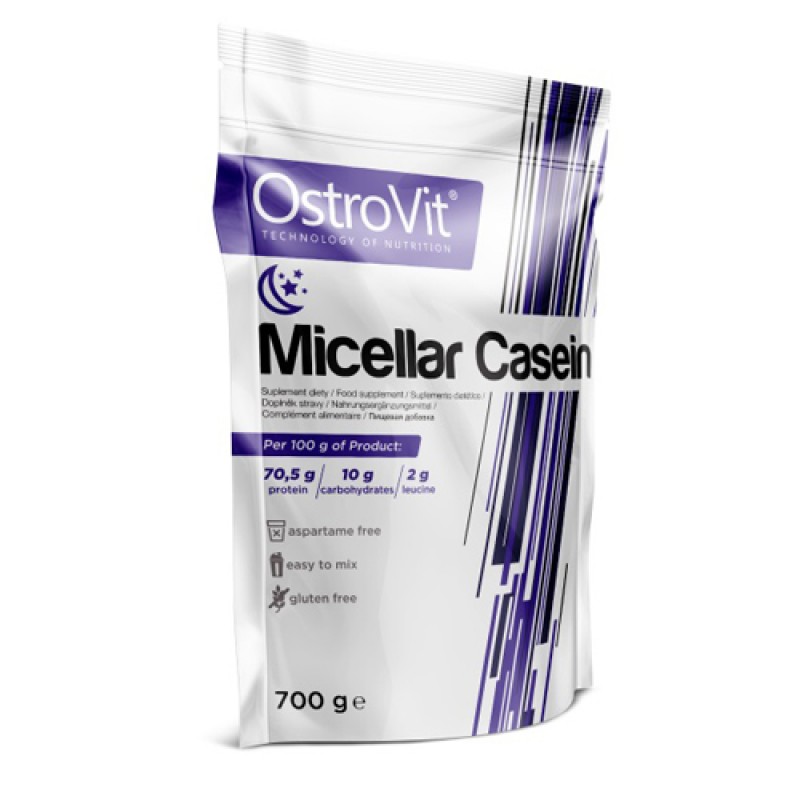 OstroVit®
TECHNOLOGY OF NUTRITION
Micellar Casein
Suplement diety / Food supplement / Suplemento dietético /
Doplněk stravy / Nahrungsergänzungsmittel /
Complément alimentaire / Пищевая добавка
Per 100 g of Product:
70,5 g / 10 g / 2 g
protein / carbohydrates / leucine
aspartame free
easy to mix
gluten free
700 g e